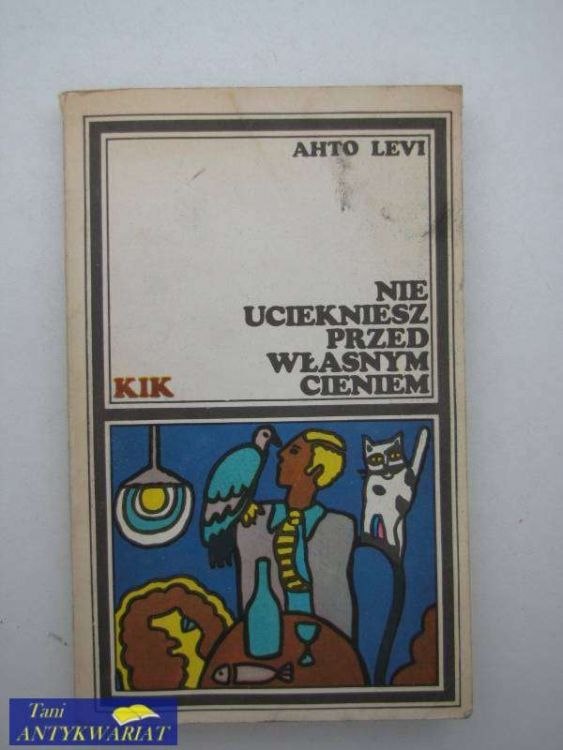 AHTO LEVI
NIE
UCIEKNIESZ
PRZED
WŁASNYM
CIENIEM
KIK
Tani
ANTYKWARIAT